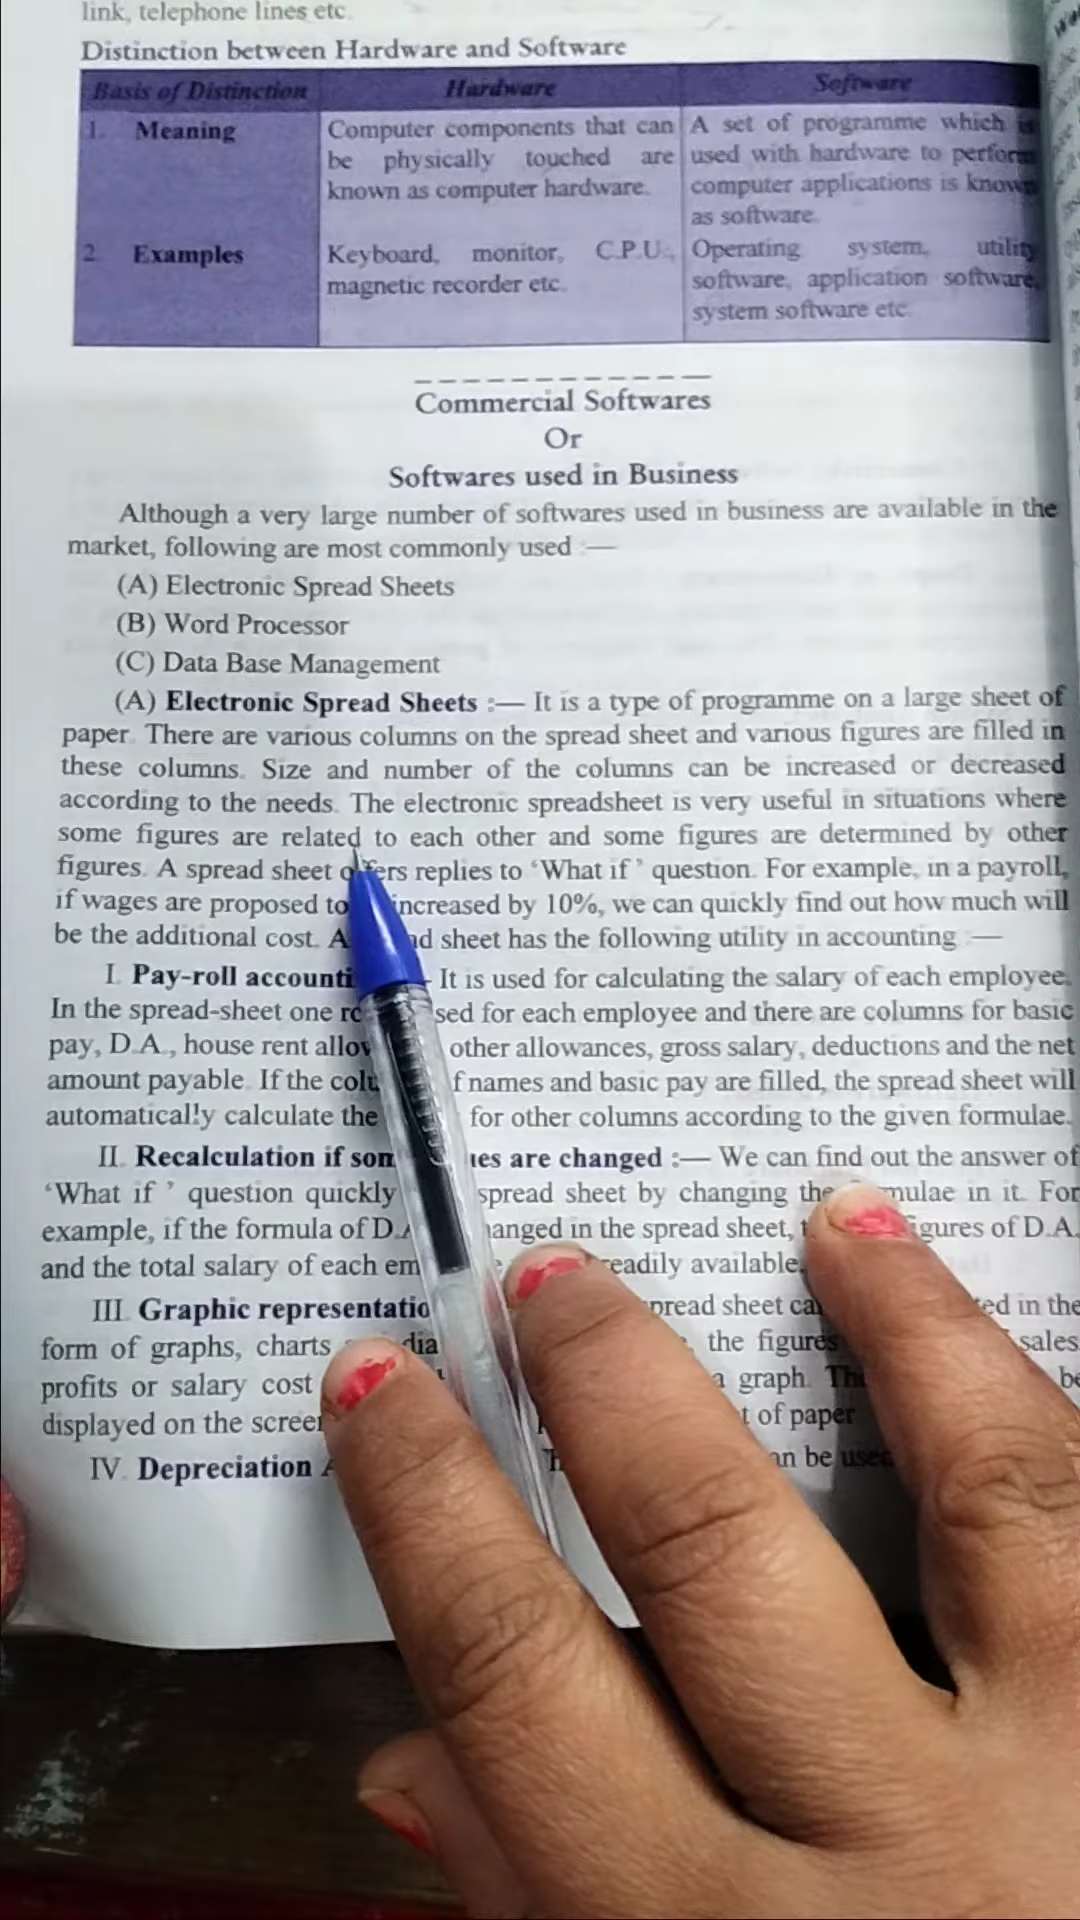 link, telephone lines etc.
Distinction between Hardware and Software
Basis of Distinction Hardware Software
1. Meaning Computer components that can be physically touched are known as computer hardware. A set of programme which is used with hardware to perform computer applications is known as software.
2. Examples Keyboard, monitor, C.P.U., magnetic recorder etc. Operating system, utility software, application software, system software etc.
Commercial Softwares
Or
Softwares used in Business
Although a very large number of softwares used in business are available in the
market, following are most commonly used :—
(A) Electronic Spread Sheets
(B) Word Processor
(C) Data Base Management
(A) Electronic Spread Sheets :— It is a type of programme on a large sheet of
paper. There are various columns on the spread sheet and various figures are filled in
these columns. Size and number of the columns can be increased or decreased
according to the needs. The electronic spreadsheet is very useful in situations where
some figures are related to each other and some figures are determined by other
figures. A spread sheet offers replies to ‘What if ’ question. For example, in a payroll,
if wages are proposed to increased by 10%, we can quickly find out how much will
be the additional cost. A sheet has the following utility in accounting :—
I. Pay-roll It is used for calculating the salary of each employee.
In the spread-sheet one for each employee and there are columns for basic
pay, D.A., house rent other allowances, gross salary, deductions and the net
amount payable. If the names and basic pay are filled, the spread sheet will
automatically calculate the for other columns according to the given formulae.
II. Recalculation if are changed :— We can find out the answer of
‘What if ’ question quickly spread sheet by changing the in it. For
example, if the formula of in the spread sheet, of D.A.
and the total salary of each available.
III. Graphic sheet in the
form of graphs, charts the figures sales
profits or salary cost a graph.
displayed on the of paper
IV. Depreciation be